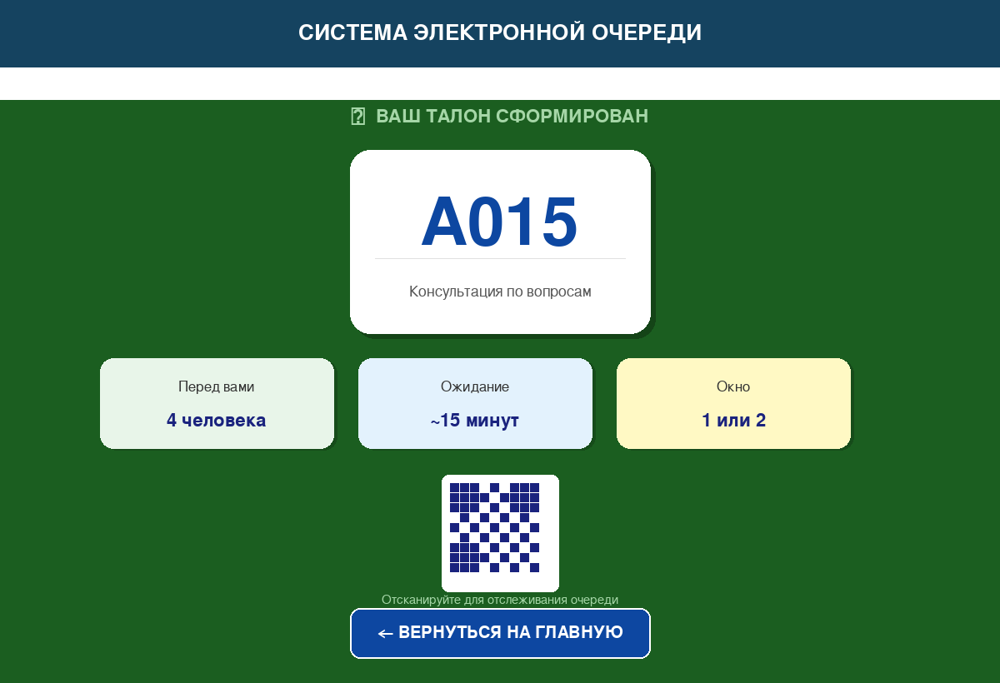 СИСТЕМА ЭЛЕКТРОННОЙ ОЧЕРЕДИ
ВАШ ТАЛОН СФОРМИРОВАН
A015
Консультация по вопросам
Перед вами
4 человека
Ожидание
~15 минут
Окно
1 или 2
Отсканируйте для отслеживания очереди
← ВЕРНУТЬСЯ НА ГЛАВНУЮ